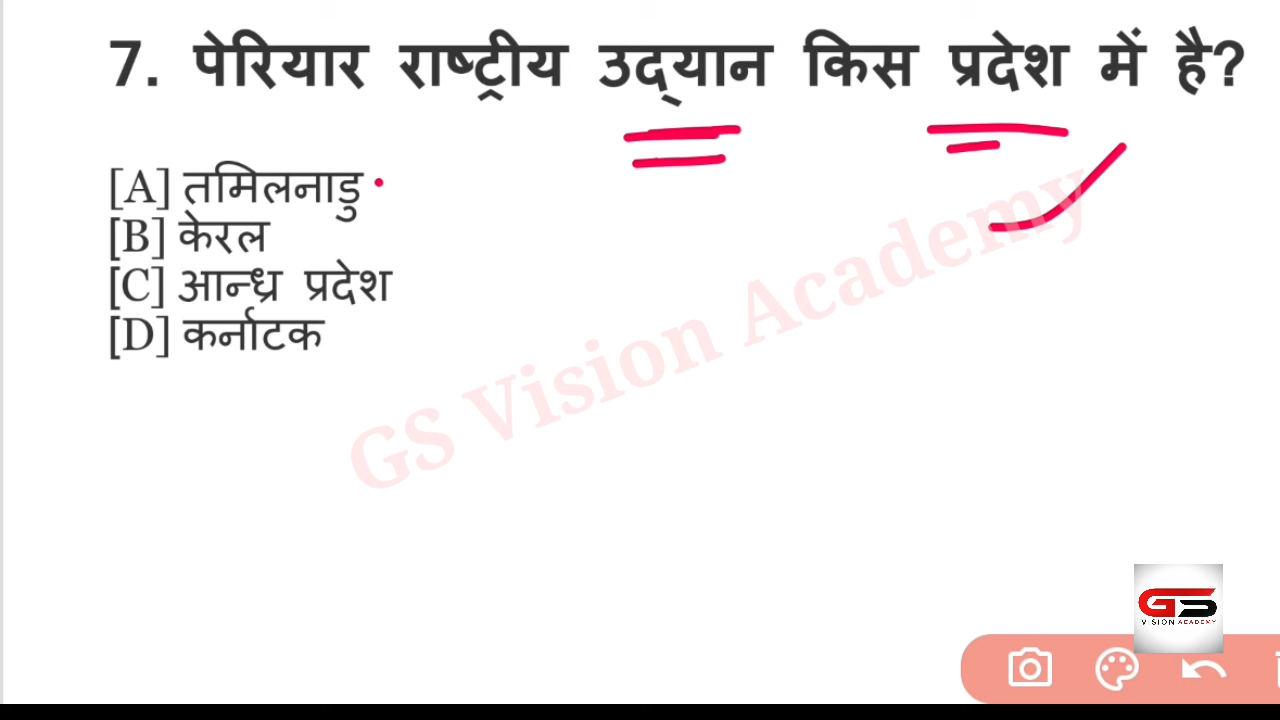 7. पेरियार राष्ट्रीय उद्यान किस प्रदेश में है?
[A] तमिलनाडु
[B] केरल
[C] आन्ध्र प्रदेश
[D] कर्नाटक
GS Vision Academy
GS
VISION ACADEMY